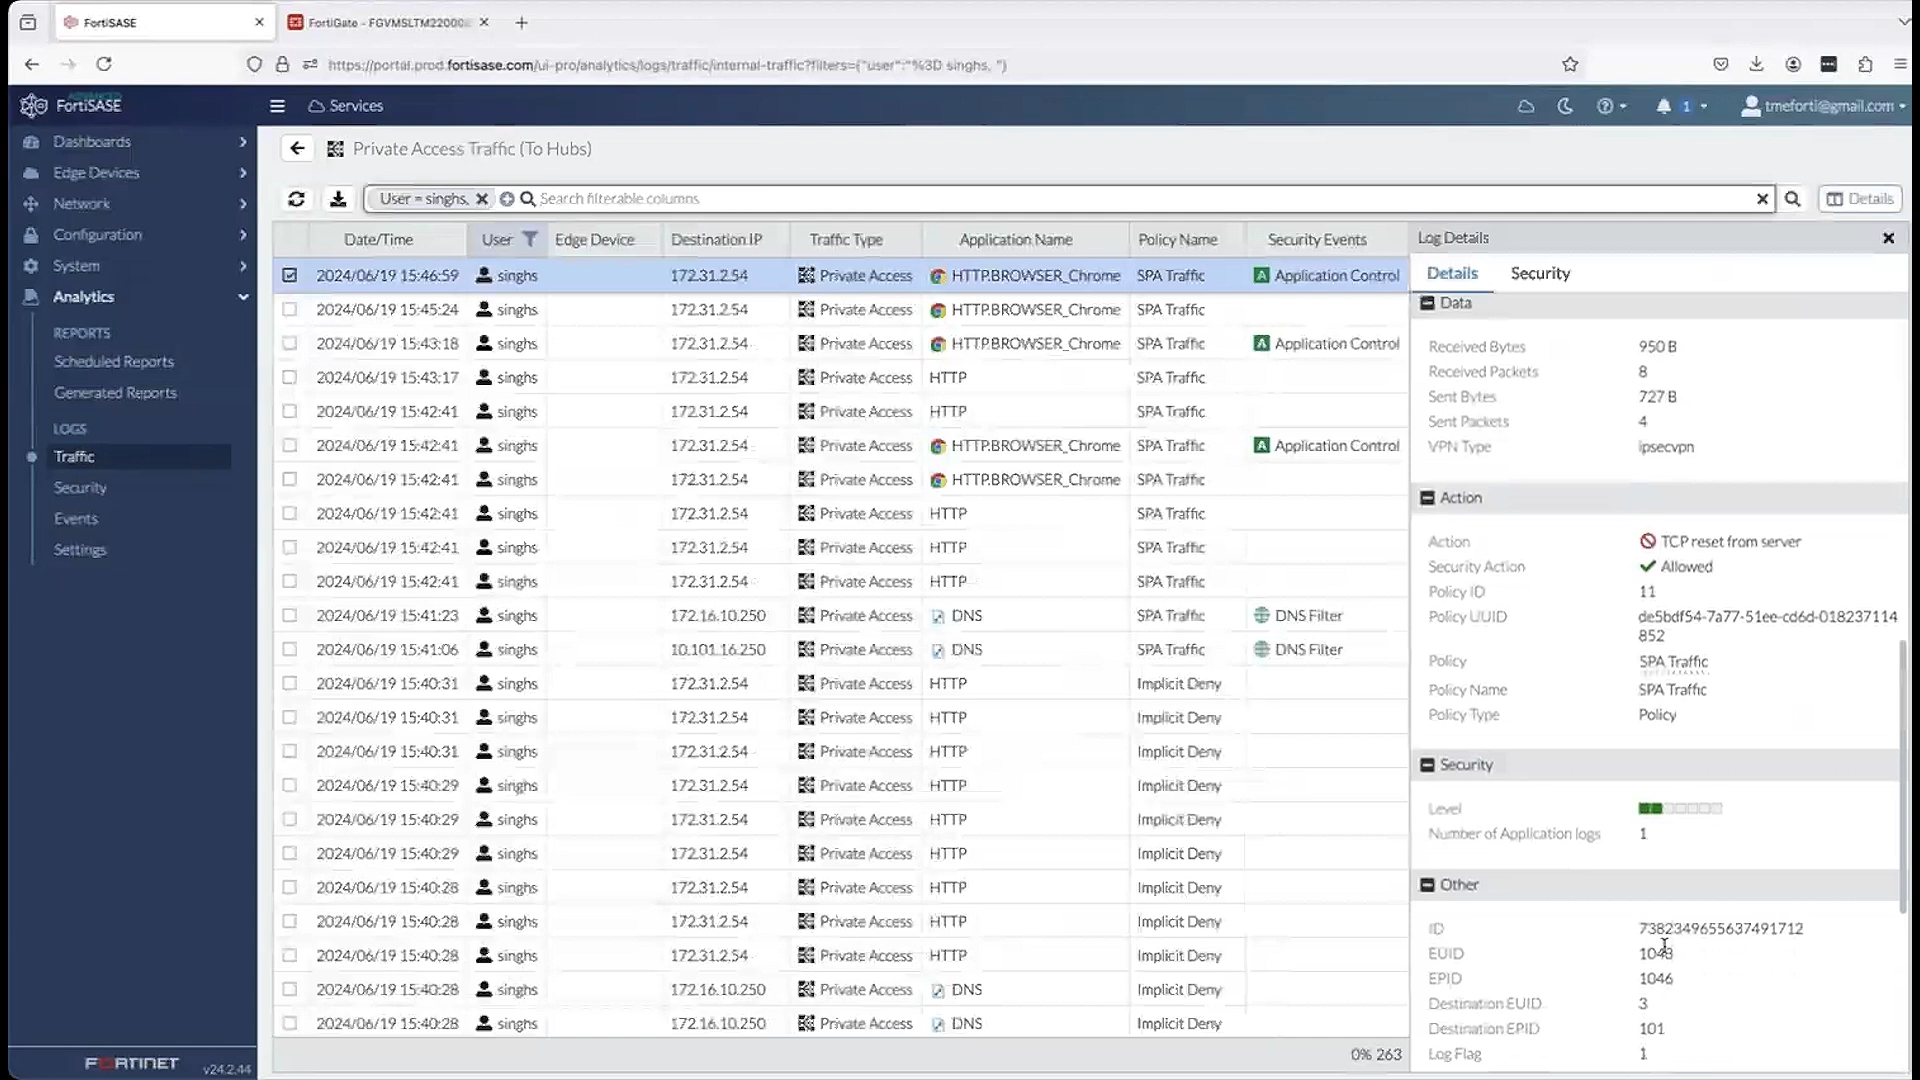 FortiSASE
FortiGate - FGVMSLTM22000
https://portal.prod.fortisase.com/ui-pro/analytics/logs/traffic/internal-traffic?filters={"user":"%3D singhs, "}
FortiSASE
Services
1
tmeforti@gmail.com
Dashboards
Edge Devices
Network
Configuration
System
Analytics
REPORTS
Scheduled Reports
Generated Reports
LOGS
Traffic
Security
Events
Settings
FORTINET v24.2.44
Private Access Traffic (To Hubs)
User = singhs, Search filterable columns
Details
Date/Time User Edge Device Destination IP Traffic Type Application Name Policy Name Security Events
2024/06/19 15:46:59 singhs 172.31.2.54 Private Access HTTP.BROWSER_Chrome SPA Traffic A Application Control
2024/06/19 15:45:24 singhs 172.31.2.54 Private Access HTTP.BROWSER_Chrome SPA Traffic
2024/06/19 15:43:18 singhs 172.31.2.54 Private Access HTTP.BROWSER_Chrome SPA Traffic A Application Control
2024/06/19 15:43:17 singhs 172.31.2.54 Private Access HTTP SPA Traffic
2024/06/19 15:42:41 singhs 172.31.2.54 Private Access HTTP SPA Traffic
2024/06/19 15:42:41 singhs 172.31.2.54 Private Access HTTP.BROWSER_Chrome SPA Traffic A Application Control
2024/06/19 15:42:41 singhs 172.31.2.54 Private Access HTTP.BROWSER_Chrome SPA Traffic
2024/06/19 15:42:41 singhs 172.31.2.54 Private Access HTTP SPA Traffic
2024/06/19 15:42:41 singhs 172.31.2.54 Private Access HTTP SPA Traffic
2024/06/19 15:42:41 singhs 172.31.2.54 Private Access HTTP SPA Traffic
2024/06/19 15:41:23 singhs 172.16.10.250 Private Access DNS SPA Traffic DNS Filter
2024/06/19 15:41:06 singhs 10.101.16.250 Private Access DNS SPA Traffic DNS Filter
2024/06/19 15:40:31 singhs 172.31.2.54 Private Access HTTP Implicit Deny
2024/06/19 15:40:31 singhs 172.31.2.54 Private Access HTTP Implicit Deny
2024/06/19 15:40:31 singhs 172.31.2.54 Private Access HTTP Implicit Deny
2024/06/19 15:40:29 singhs 172.31.2.54 Private Access HTTP Implicit Deny
2024/06/19 15:40:29 singhs 172.31.2.54 Private Access HTTP Implicit Deny
2024/06/19 15:40:29 singhs 172.31.2.54 Private Access HTTP Implicit Deny
2024/06/19 15:40:28 singhs 172.31.2.54 Private Access HTTP Implicit Deny
2024/06/19 15:40:28 singhs 172.31.2.54 Private Access HTTP Implicit Deny
2024/06/19 15:40:28 singhs 172.31.2.54 Private Access HTTP Implicit Deny
2024/06/19 15:40:28 singhs 172.16.10.250 Private Access DNS Implicit Deny
2024/06/19 15:40:28 singhs 172.16.10.250 Private Access DNS Implicit Deny
0% 263
Log Details
Details Security
Data
Received Bytes 950 B
Received Packets 8
Sent Bytes 727 B
Sent Packets 4
VPN Type ipsecvpn
Action
Action TCP reset from server
Security Action Allowed
Policy ID 11
Policy UUID de5bdf54-7a77-51ee-cd6d-018237114
852
Policy SPA Traffic
Policy Name SPA Traffic
Policy Type Policy
Security
Level
Number of Application logs 1
Other
ID 7382349655637491712
EUID
EPID 1046
Destination EUID 3
Destination EPID 101
Log Flag 1